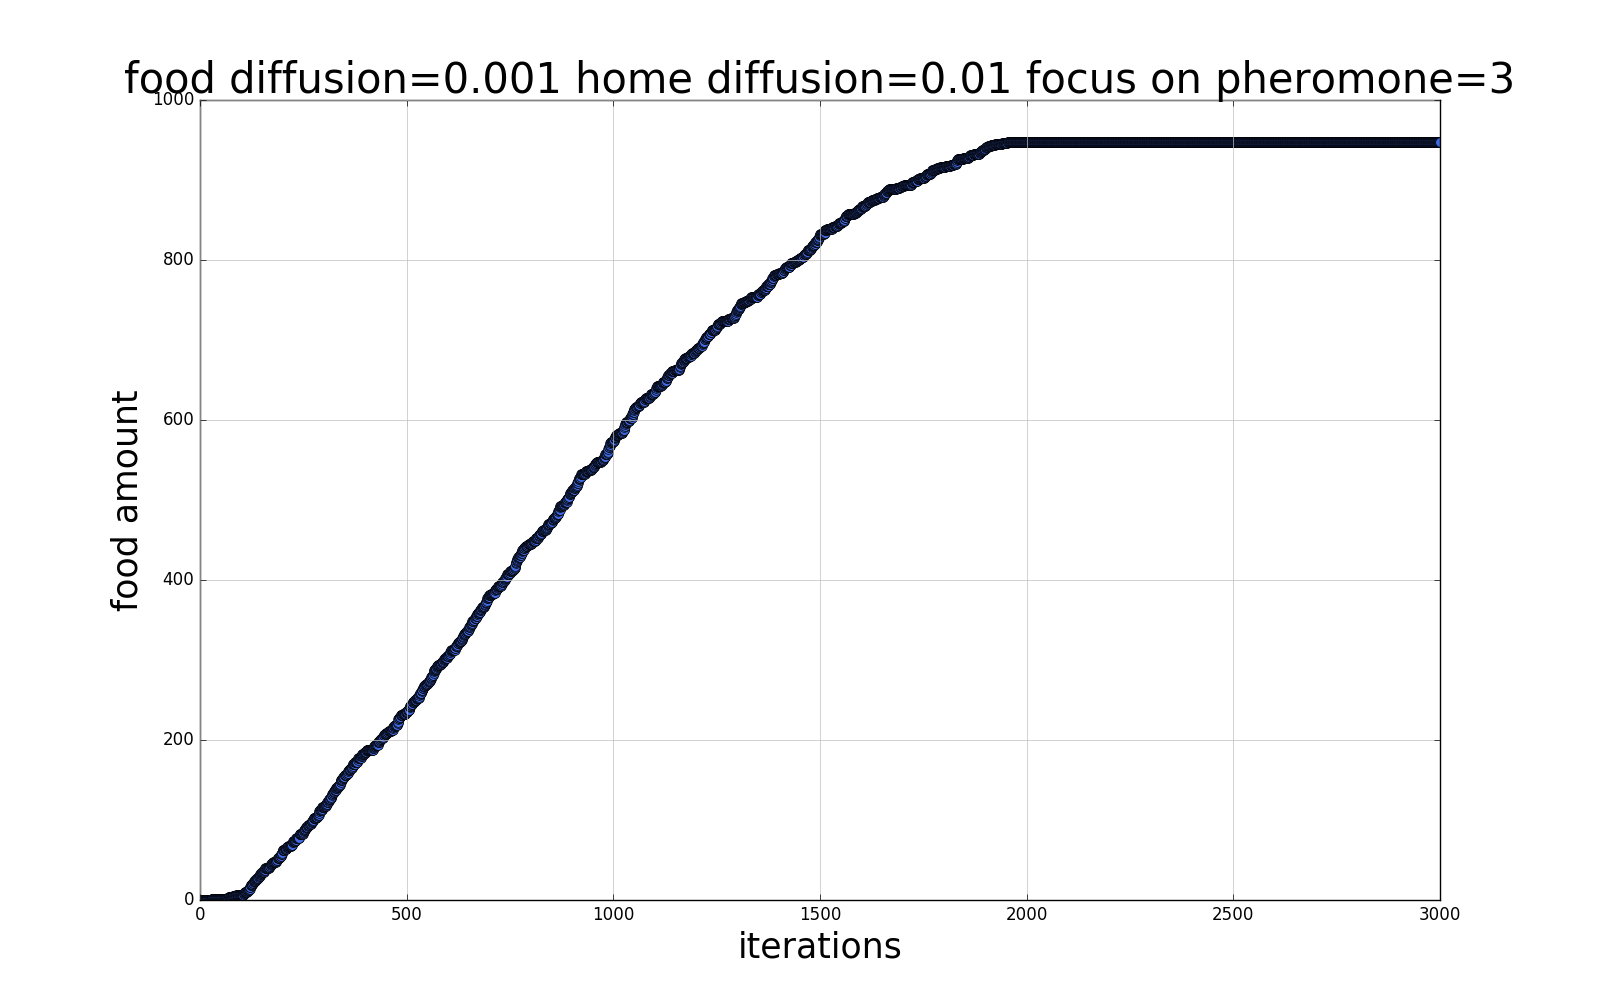 food diffusion=0.001 home diffusion=0.01 focus on pheromone=3
1000
800
600
400
200
0
food amount
0 500 1000 1500 2000 2500 3000
iterations